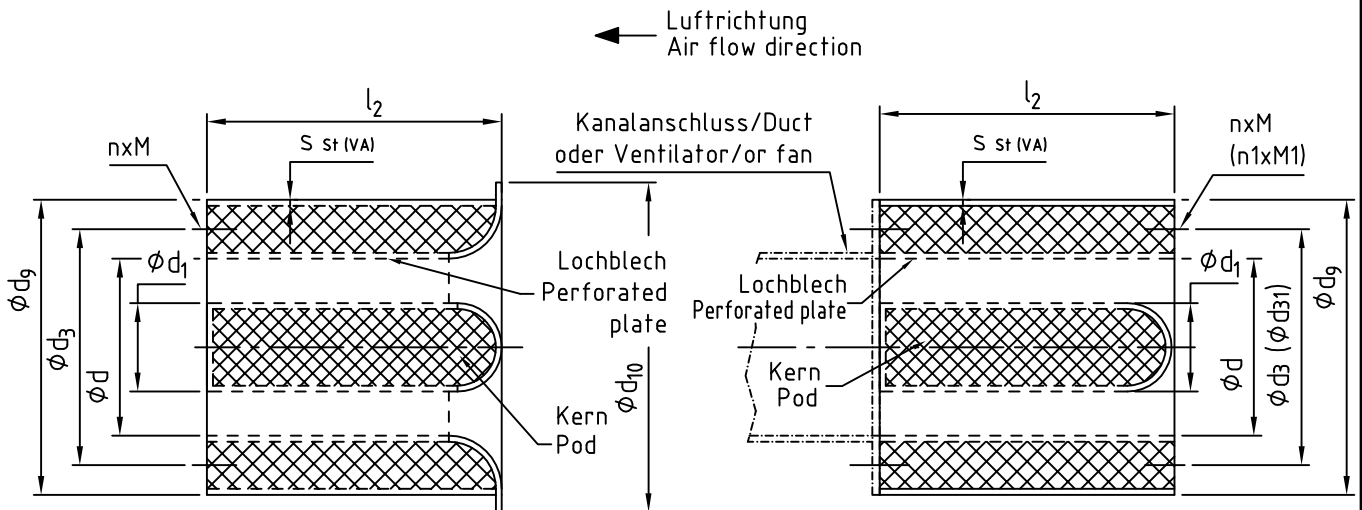 Luftrichtung
Air flow direction
l2
nxM
S St (VA)
Φd9
Φd3
Φd
Φd1
Lochblech
Perforated
plate
Kern
Pod
Φd10
Kanalanschluss/Duct
oder Ventilator/or fan
l2
S St (VA)
nxM
(n1xM1)
Lochblech
Perforated plate
Kern
Pod
Φd1
Φd
Φd3 (Φd31)
Φd9